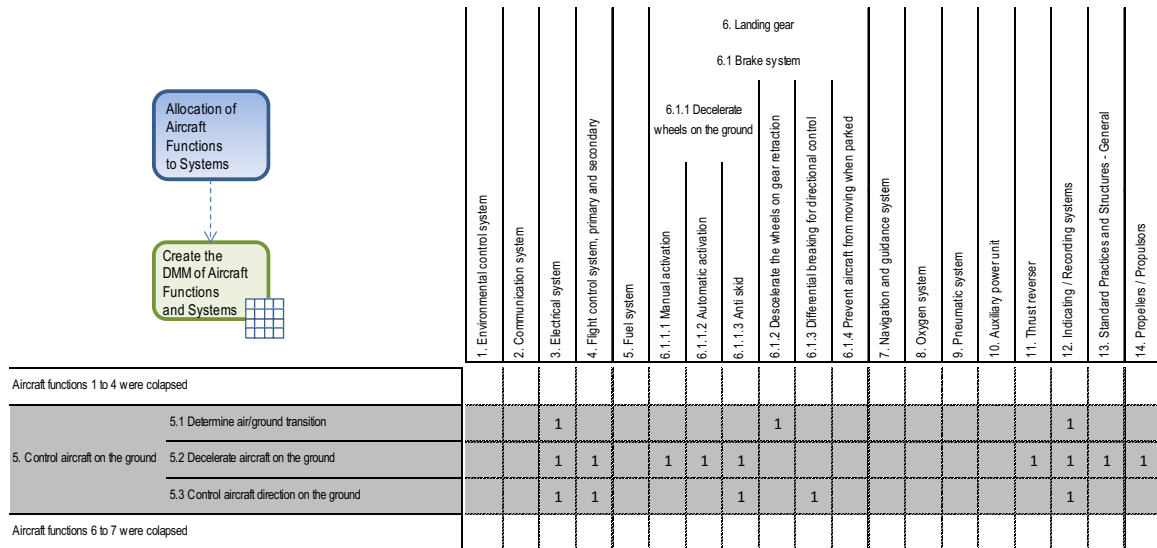 Allocation of
Aircraft
Functions
to Systems
Create the
DMM of Aircraft
Functions
and Systems
6. Landing gear
6.1 Brake system
6.1.1 Decelerate
wheels on the ground
1. Environmental control system
2. Communication system
3. Electrical system
4. Flight control system, primary and secondary
5. Fuel system
6.1.1.1 Manual activation
6.1.1.2 Automatic activation
6.1.1.3 Anti skid
6.1.2 Descelerate the wheels on gear retraction
6.1.3 Differential breaking for directional control
6.1.4 Prevent aircraft from moving when parked
7. Navigation and guidance system
8. Oxygen system
9. Pneumatic system
10. Auxiliary power unit
11. Thrust reverser
12. Indicating / Recording systems
13. Standard Practices and Structures - General
14. Propellers / Propulsors
Aircraft functions 1 to 4 were colapsed
5.1 Determine air/ground transition 1 1 1
5. Control aircraft on the ground 5.2 Decelerate aircraft on the ground 1 1 1 1 1 1 1 1 1
5.3 Control aircraft direction on the ground 1 1 1 1 1
Aircraft functions 6 to 7 were colapsed